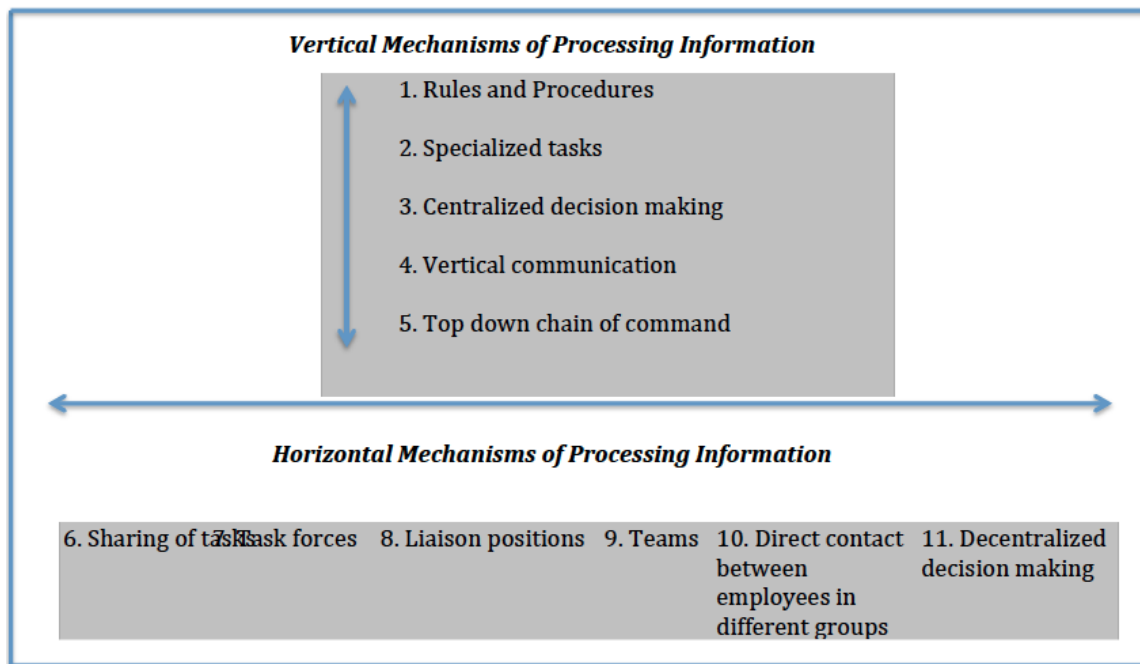 Vertical Mechanisms of Processing Information
1. Rules and Procedures
2. Specialized tasks
3. Centralized decision making
4. Vertical communication
5. Top down chain of command
Horizontal Mechanisms of Processing Information
6. Sharing of tasks
7. Task forces
8. Liaison positions
9. Teams
10. Direct contact
between
employees in
different groups
11. Decentralized
decision making